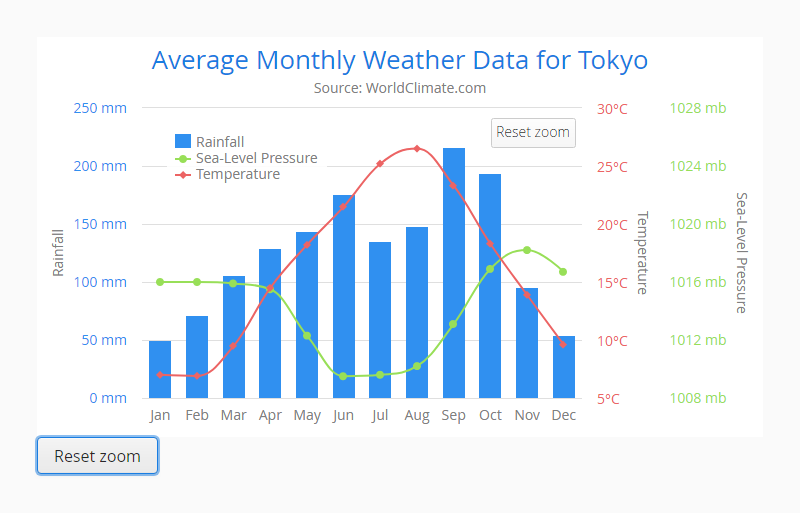 Average Monthly Weather Data for Tokyo
Source: WorldClimate.com
250 mm
200 mm
150 mm
100 mm
50 mm
0 mm
Rainfall
Rainfall
Sea-Level Pressure
Temperature
Reset zoom
30°C
25°C
20°C
15°C
10°C
5°C
Temperature
1028 mb
1024 mb
1020 mb
1016 mb
1012 mb
1008 mb
Sea-Level Pressure
Jan Feb Mar Apr May Jun Jul Aug Sep Oct Nov Dec
Reset zoom